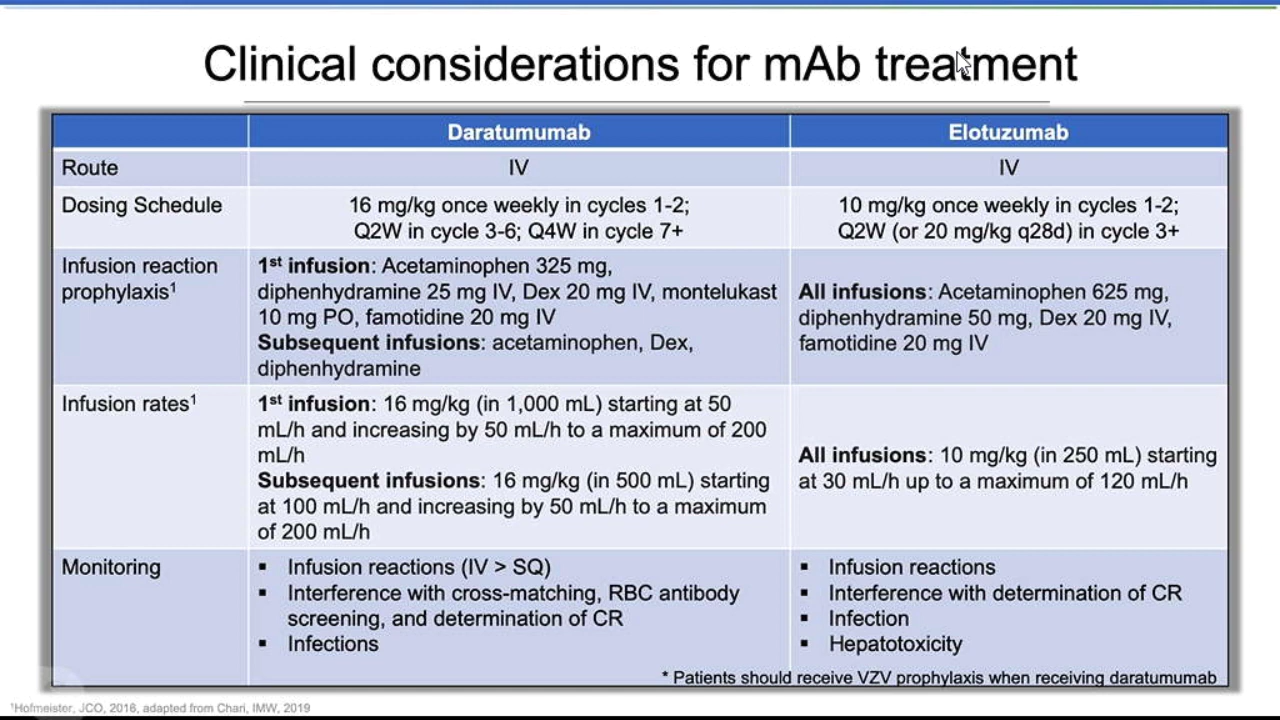 Clinical considerations for mAb treatment
Daratumumab
Elotuzumab
Route
IV
IV
Dosing Schedule
16 mg/kg once weekly in cycles 1-2;
Q2W in cycle 3-6; Q4W in cycle 7+
10 mg/kg once weekly in cycles 1-2;
Q2W (or 20 mg/kg q28d) in cycle 3+
Infusion reaction
prophylaxis¹
1st infusion: Acetaminophen 325 mg,
diphenhydramine 25 mg IV, Dex 20 mg IV, montelukast
10 mg PO, famotidine 20 mg IV
Subsequent infusions: acetaminophen, Dex,
diphenhydramine
All infusions: Acetaminophen 625 mg,
diphenhydramine 50 mg, Dex 20 mg IV,
famotidine 20 mg IV
Infusion rates¹
1st infusion: 16 mg/kg (in 1,000 mL) starting at 50
mL/h and increasing by 50 mL/h to a maximum of 200
mL/h
Subsequent infusions: 16 mg/kg (in 500 mL) starting
at 100 mL/h and increasing by 50 mL/h to a maximum
of 200 mL/h
All infusions: 10 mg/kg (in 250 mL) starting
at 30 mL/h up to a maximum of 120 mL/h
Monitoring
▪ Infusion reactions (IV > SQ)
▪ Interference with cross-matching, RBC antibody
screening, and determination of CR
▪ Infections
▪ Infusion reactions
▪ Interference with determination of CR
▪ Infection
▪ Hepatotoxicity
* Patients should receive VZV prophylaxis when receiving daratumumab
¹Hofmeister, JCO, 2016, adapted from Chari, IMW, 2019